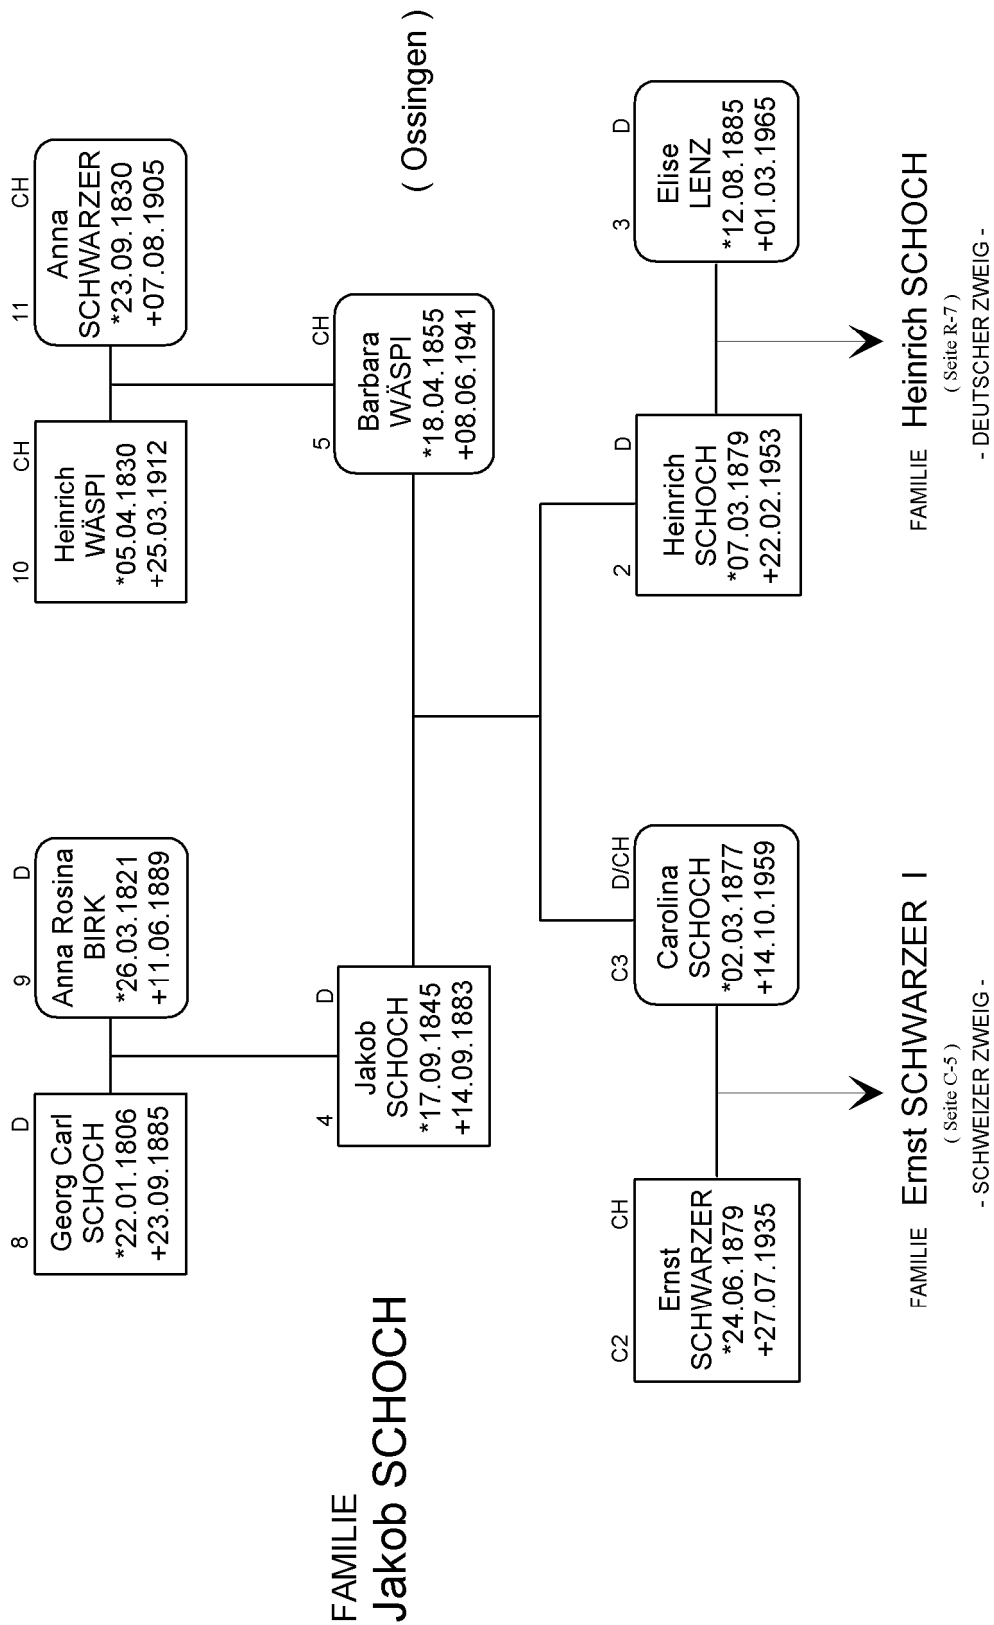 8 D
Georg Carl
SCHOCH
*22.01.1806
+23.09.1885
9 D
Anna Rosina
BIRK
*26.03.1821
+11.06.1889
10 CH
Heinrich
WÄSPI
*05.04.1830
+25.03.1912
11 CH
Anna
SCHWARZER
*23.09.1830
+07.08.1905
FAMILIE
Jakob SCHOCH
4 D
Jakob
SCHOCH
*17.09.1845
+14.09.1883
5 CH
Barbara
WÄSPI
*18.04.1855
+08.06.1941
( Ossingen )
C2 CH
Ernst
SCHWARZER
*24.06.1879
+27.07.1935
C3 D/CH
Carolina
SCHOCH
*02.03.1877
+14.10.1959
2 D
Heinrich
SCHOCH
*07.03.1879
+22.02.1953
3 D
Elise
LENZ
*12.08.1885
+01.03.1965
FAMILIE Ernst SCHWARZER I
( Seite C-5 )
- SCHWEIZER ZWEIG -
FAMILIE Heinrich SCHOCH
( Seite R-7 )
- DEUTSCHER ZWEIG -